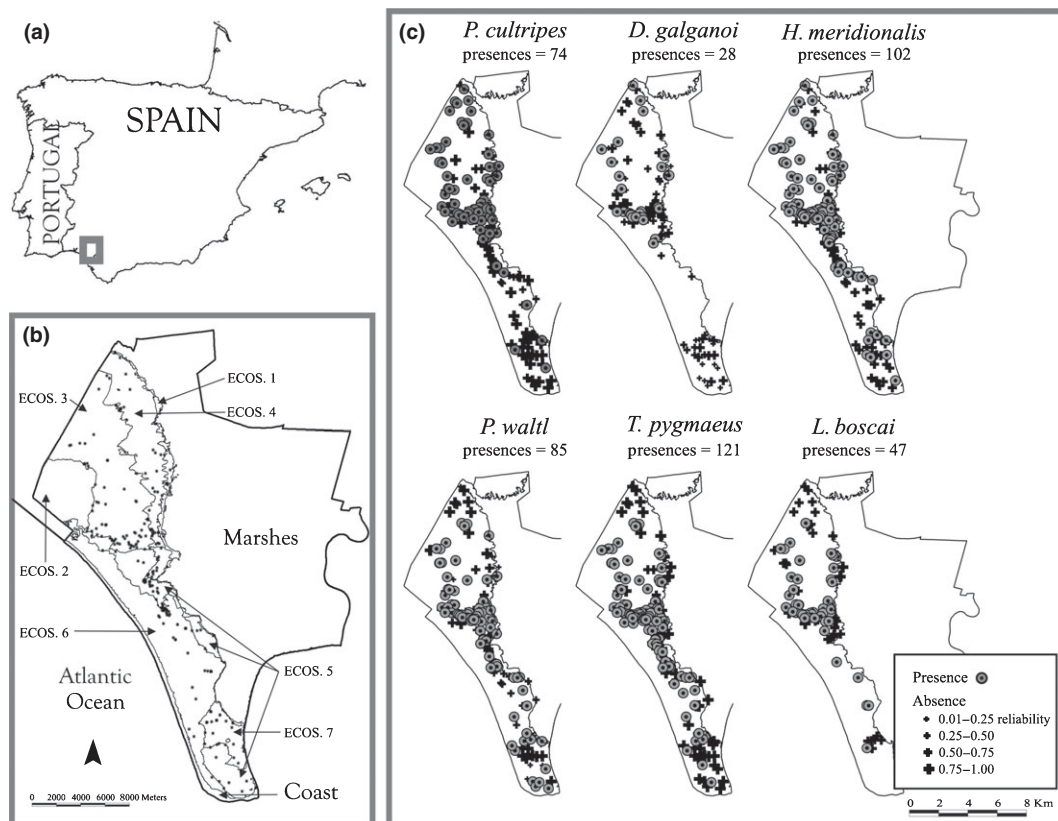 (a)
SPAIN
PORTUGAL
(b)
ECOS. 1
ECOS. 3
ECOS. 4
Marshes
ECOS. 2
ECOS. 6
ECOS. 5
Atlantic
Ocean
ECOS. 7
Coast
0 2000 4000 6000 8000 Meters
(c)
P. cultripes
presences = 74
D. galganoi
presences = 28
H. meridionalis
presences = 102
P. waltl
presences = 85
T. pygmaeus
presences = 121
L. boscai
presences = 47
Presence
Absence
0.01–0.25 reliability
0.25–0.50
0.50–0.75
0.75–1.00
0 2 4 6 8 Km